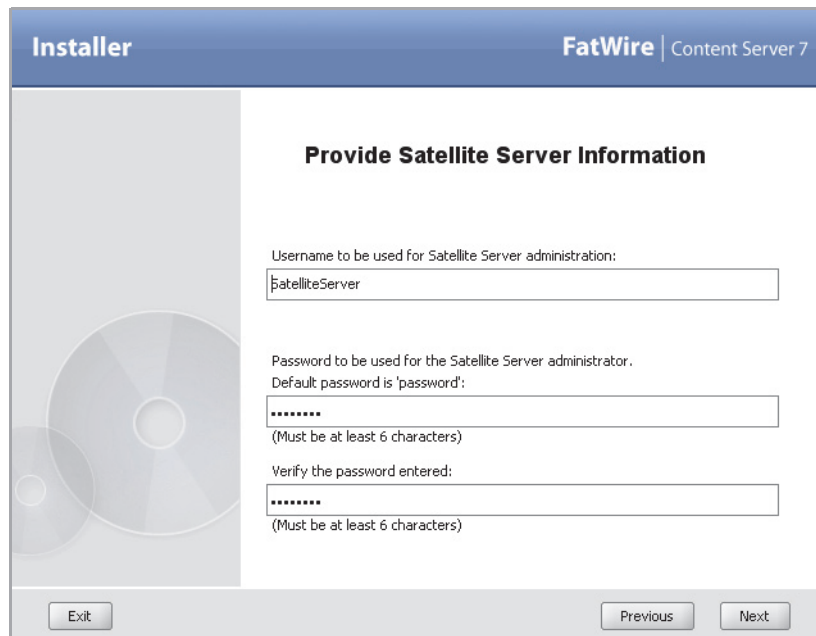 Installer
FatWire | Content Server 7
Provide Satellite Server Information
Username to be used for Satellite Server administration:
SatelliteServer
Password to be used for the Satellite Server administrator.
Default password is 'password':
••••••••
(Must be at least 6 characters)
Verify the password entered:
••••••••
(Must be at least 6 characters)
Exit
Previous
Next